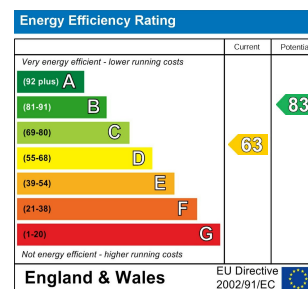 Energy Efficiency Rating
Current Potentia
Very energy efficient - lower running costs
(92 plus) A
(81-91) B 83
(69-80) C
63
(55-68) D
(39-54) E
(21-38) F
(1-20) G
Not energy efficient - higher running costs
England & Wales
EU Directive
2002/91/EC